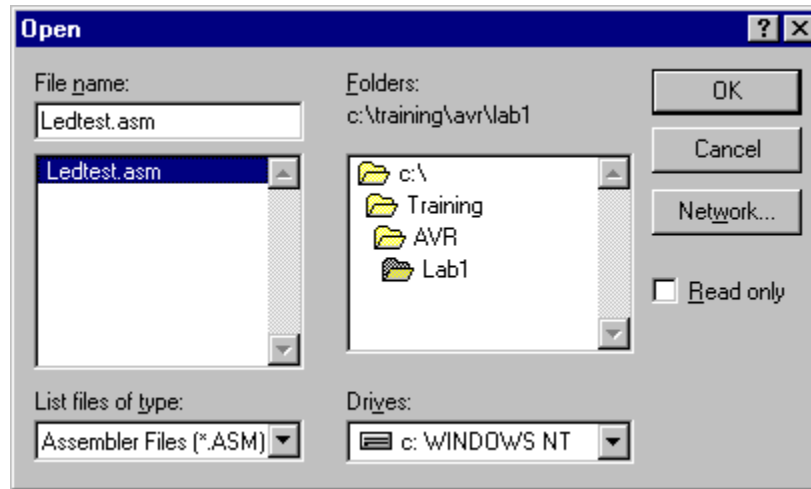 Open
File name:
Ledtest.asm
Ledtest.asm
List files of type:
Assembler Files (*.ASM)
Folders:
c:\training\avr\lab1
c:\
Training
AVR
Lab1
Drives:
c: WINDOWS NT
OK
Cancel
Network...
Read only